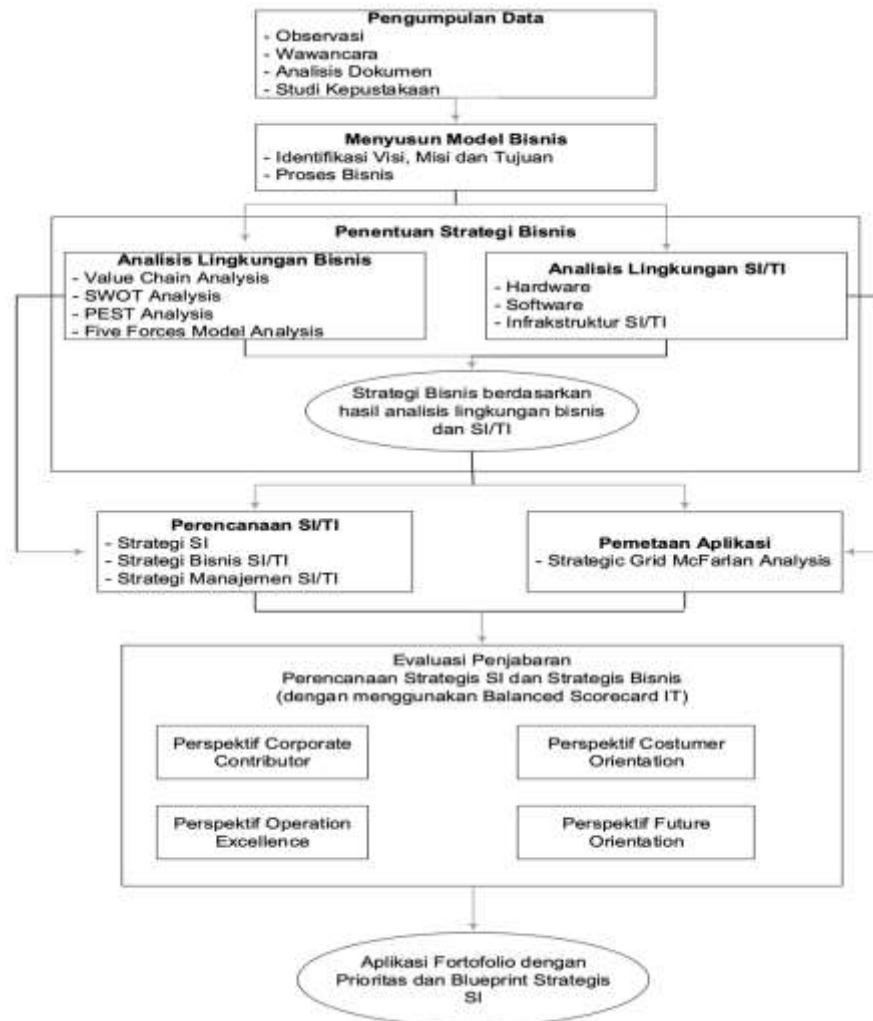 Pengumpulan Data
- Observasi
- Wawancara
- Analisis Dokumen
- Studi Kepustakaan
Menyusun Model Bisnis
- Identifikasi Visi, Misi dan Tujuan
- Proses Bisnis
Penentuan Strategi Bisnis
Analisis Lingkungan Bisnis
- Value Chain Analysis
- SWOT Analysis
- PEST Analysis
- Five Forces Model Analysis
Analisis Lingkungan SI/TI
- Hardware
- Software
- Infrakstruktur SI/TI
Strategi Bisnis berdasarkan
hasil analisis lingkungan bisnis
dan SI/TI
Perencanaan SI/TI
- Strategi SI
- Strategi Bisnis SI/TI
- Strategi Manajemen SI/TI
Pemetaan Aplikasi
- Strategic Grid McFarlan Analysis
Evaluasi Penjabaran
Perencanaan Strategis SI dan Strategis Bisnis
(dengan menggunakan Balanced Scorecard IT)
Perspektif Corporate
Contributor
Perspektif Costumer
Orientation
Perspektif Operation
Excellence
Perspektif Future
Orientation
Aplikasi Fortofolio dengan
Prioritas dan Blueprint Strategis
SI